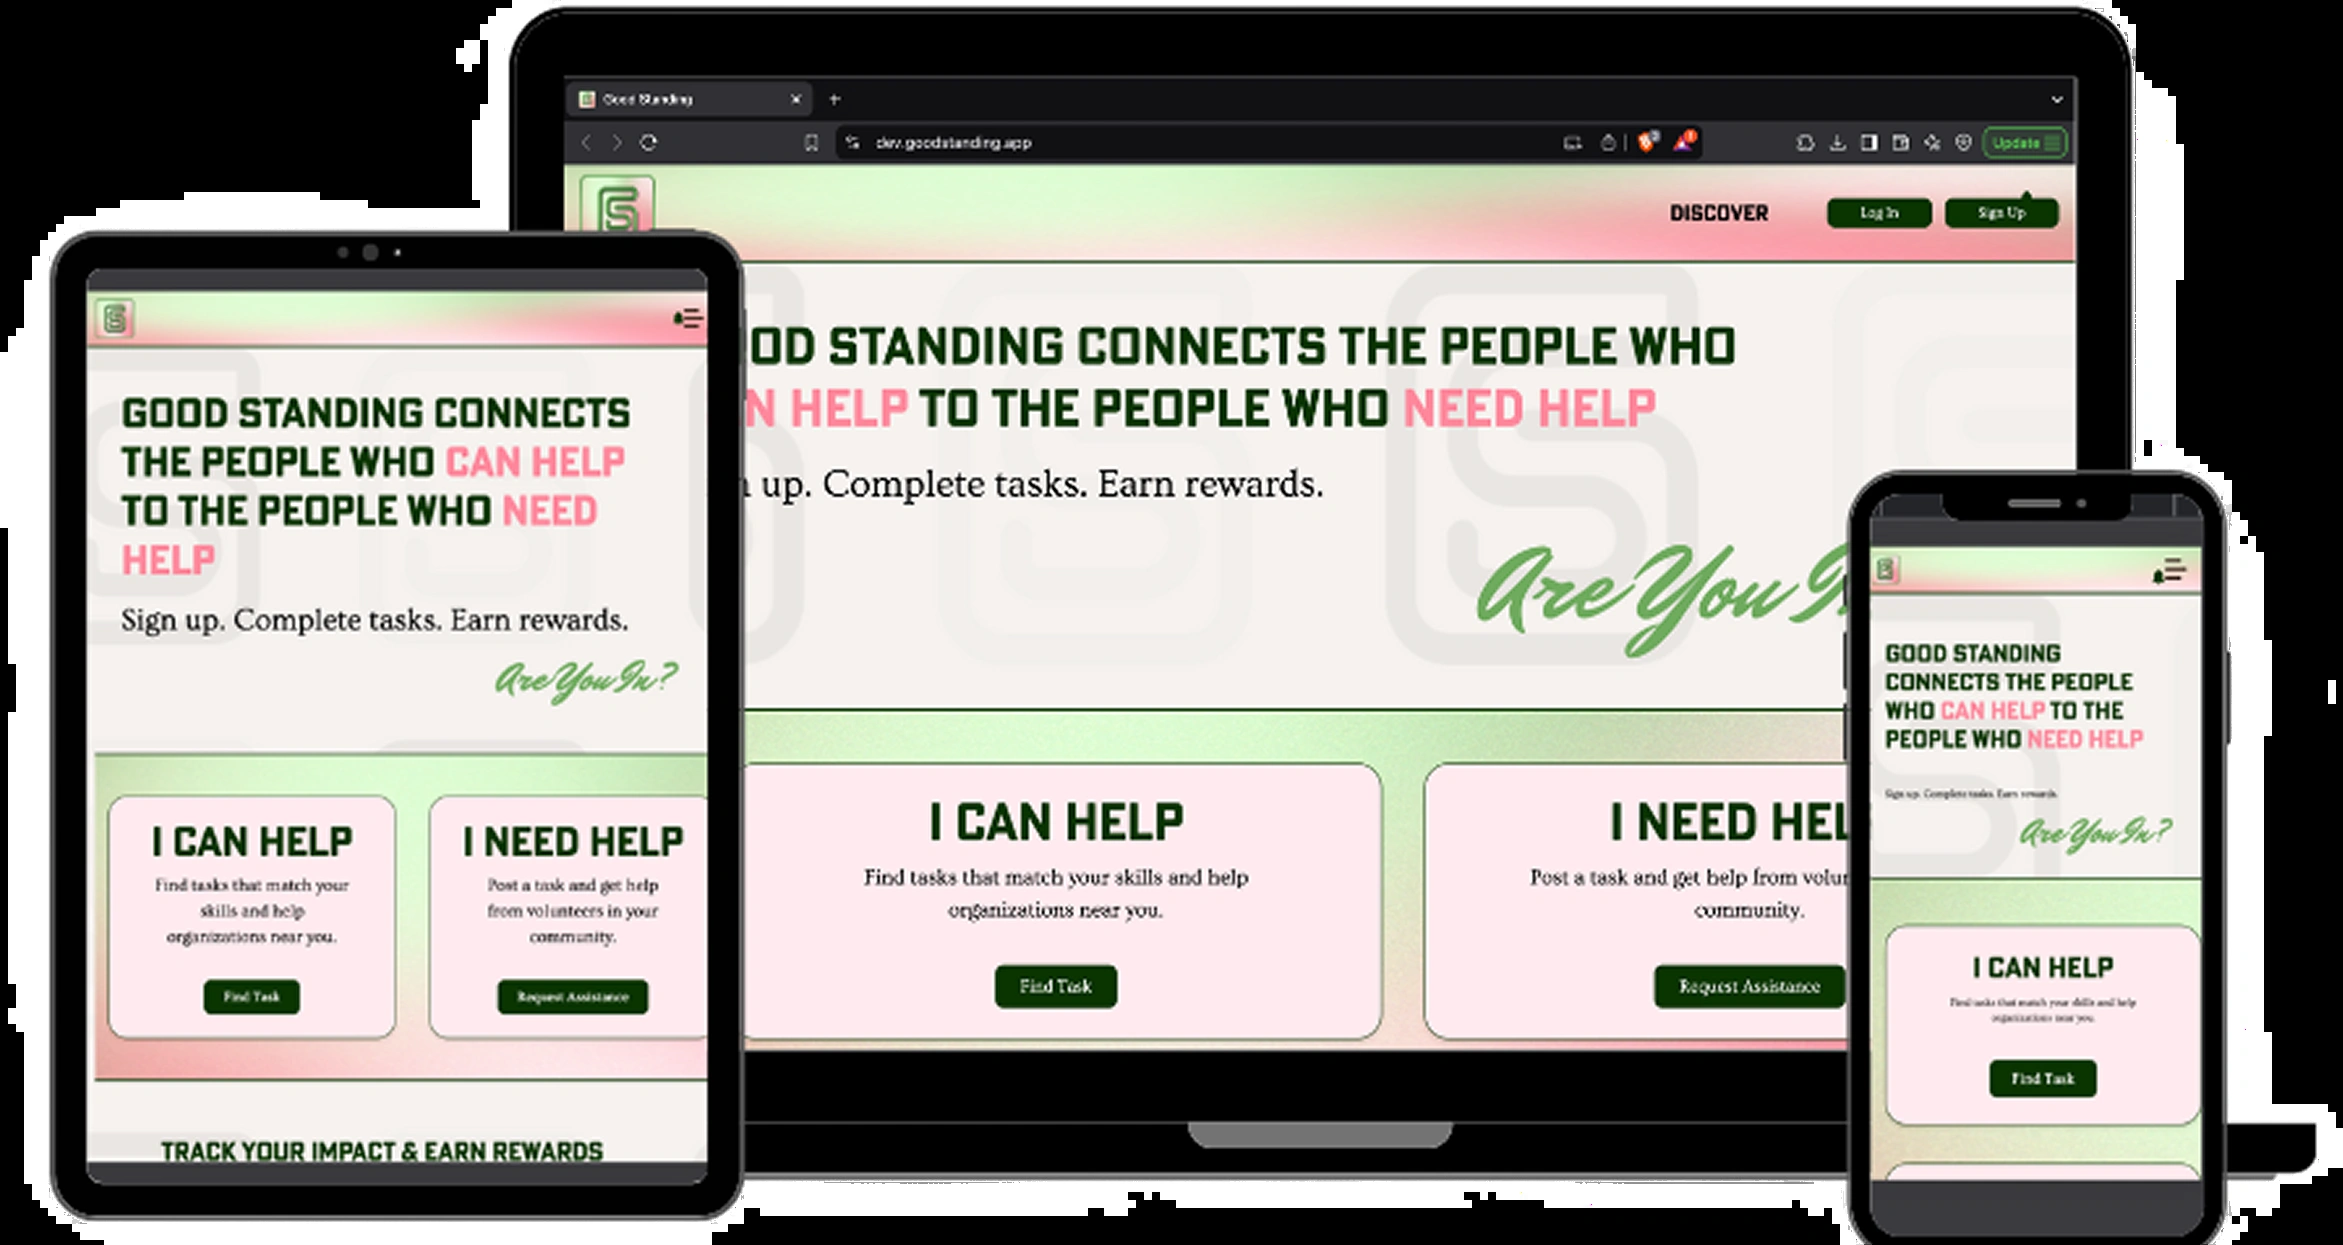 Good Standing
dev.goodstanding.app
Update
DISCOVER
Log In
Sign Up
OD STANDING CONNECTS THE PEOPLE WHO
N HELP TO THE PEOPLE WHO NEED HELP
up. Complete tasks. Earn rewards.
Are You
I CAN HELP
Find tasks that match your skills and help
organizations near you.
Find Task
I NEED HEL
Post a task and get help from volun
community.
Request Assistance
GOOD STANDING CONNECTS
THE PEOPLE WHO CAN HELP
TO THE PEOPLE WHO NEED
HELP
Sign up. Complete tasks. Earn rewards.
Are You In?
I CAN HELP
Find tasks that match your
skills and help
organizations near you.
Find Task
I NEED HELP
Post a task and get help
from volunteers in your
community.
Request Assistance
TRACK YOUR IMPACT & EARN REWARDS
GOOD STANDING
CONNECTS THE PEOPLE
WHO CAN HELP TO THE
PEOPLE WHO NEED HELP
Sign up. Complete tasks. Earn rewards.
Are You In?
I CAN HELP
Find tasks that match your skills and help
organizations near you.
Find Task